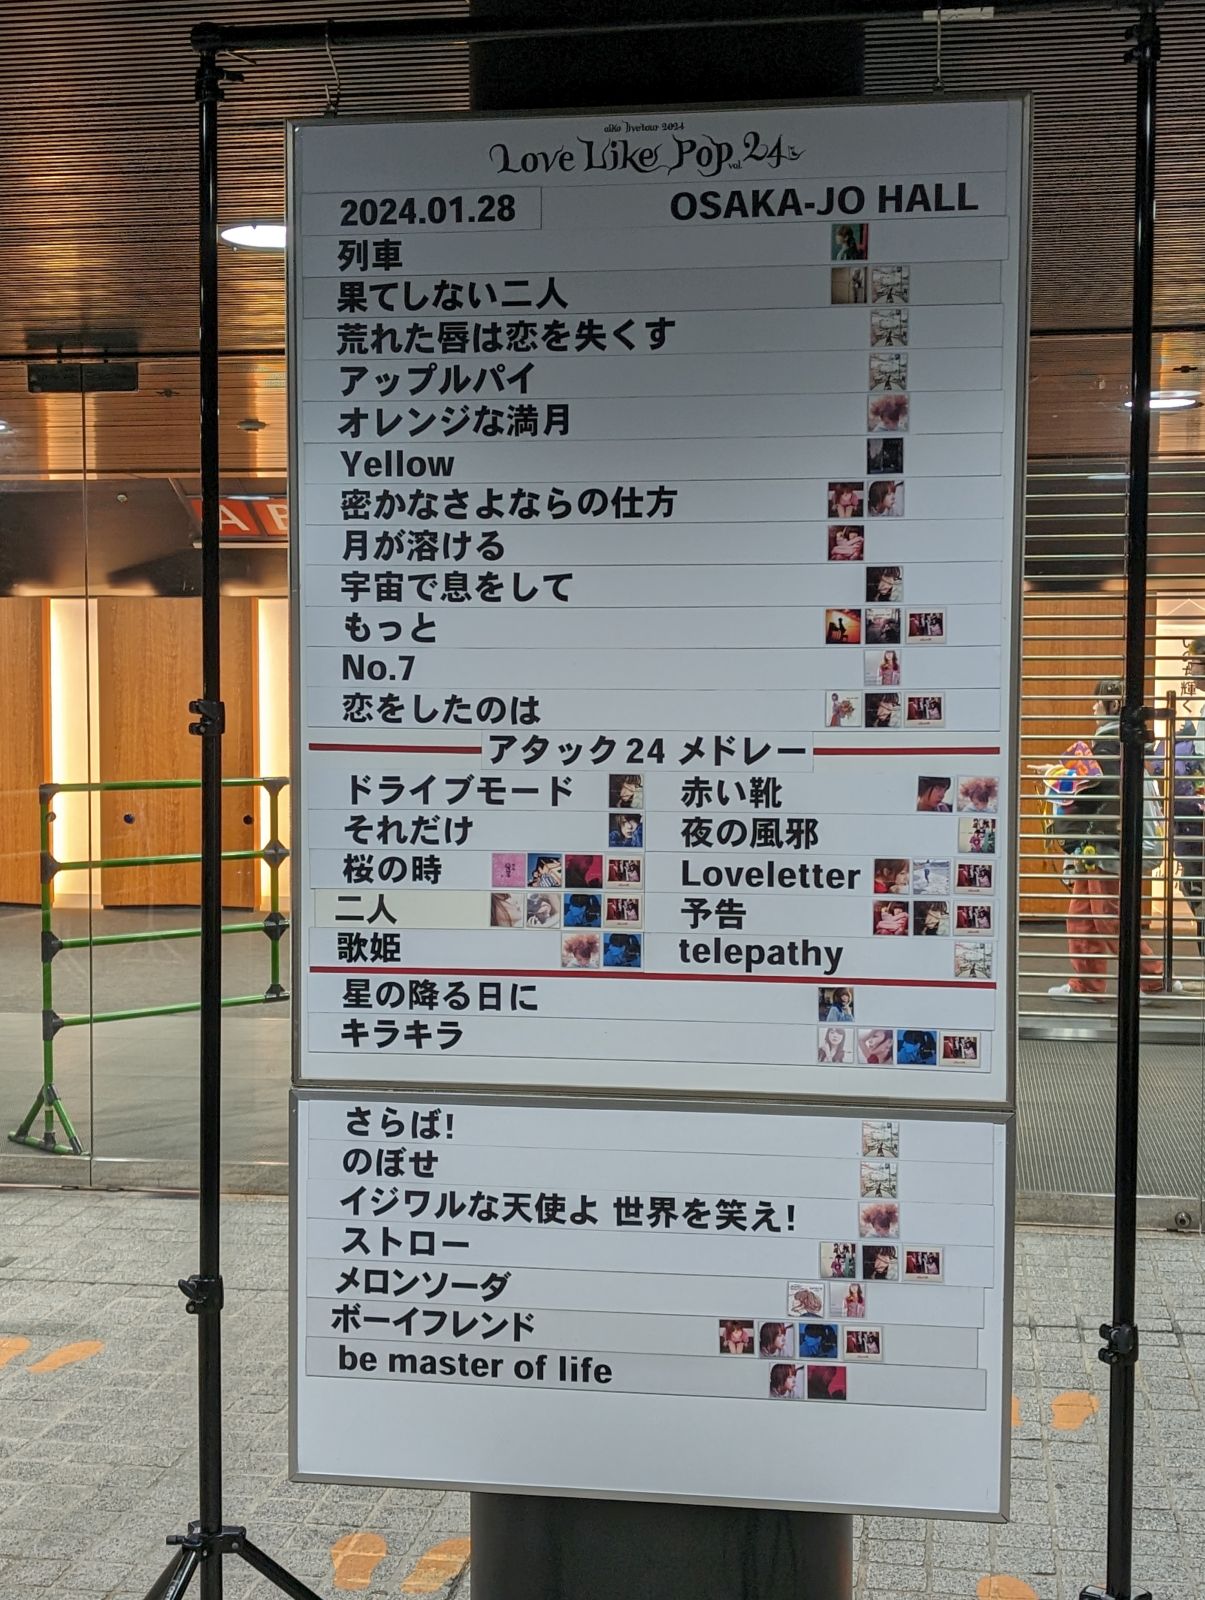 aiko livetour 2024
Love Like Pop vol.24
2024.01.28 OSAKA-JO HALL
列車
果てしない二人
荒れた唇は恋を失くす
アップルパイ
オレンジな満月
Yellow
密かなさよならの仕方
月が溶ける
宇宙で息をして
もっと
No.7
恋をしたのは
アタック24 メドレー
ドライブモード 赤い靴
それだけ 夜の風邪
桜の時 Loveletter
二人 予告
歌姫 telepathy
星の降る日に
キラキラ
さらば!
のぼせ
イジワルな天使よ 世界を笑え!
ストロー
メロンソーダ
ボーイフレンド
be master of life
A